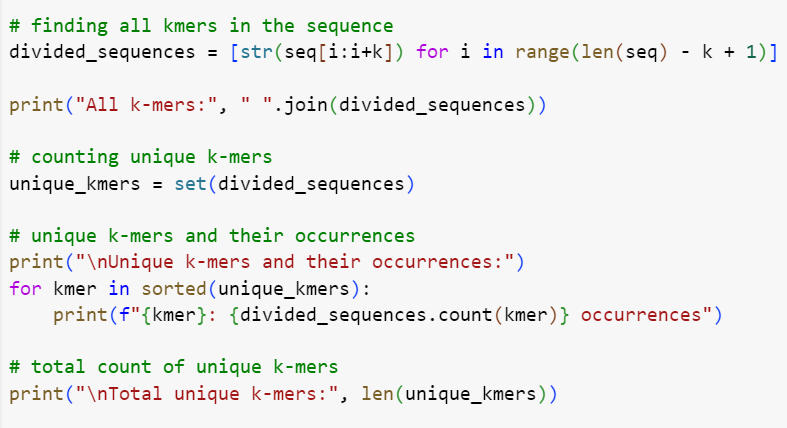 # finding all kmers in the sequence
divided_sequences = [str(seq[i:i+k]) for i in range(len(seq) - k + 1)]
print("All k-mers:", " ".join(divided_sequences))
# counting unique k-mers
unique_kmers = set(divided_sequences)
# unique k-mers and their occurrences
print("\nUnique k-mers and their occurrences:")
for kmer in sorted(unique_kmers):
    print(f"{kmer}: {divided_sequences.count(kmer)} occurrences")
# total count of unique k-mers
print("\nTotal unique k-mers:", len(unique_kmers))